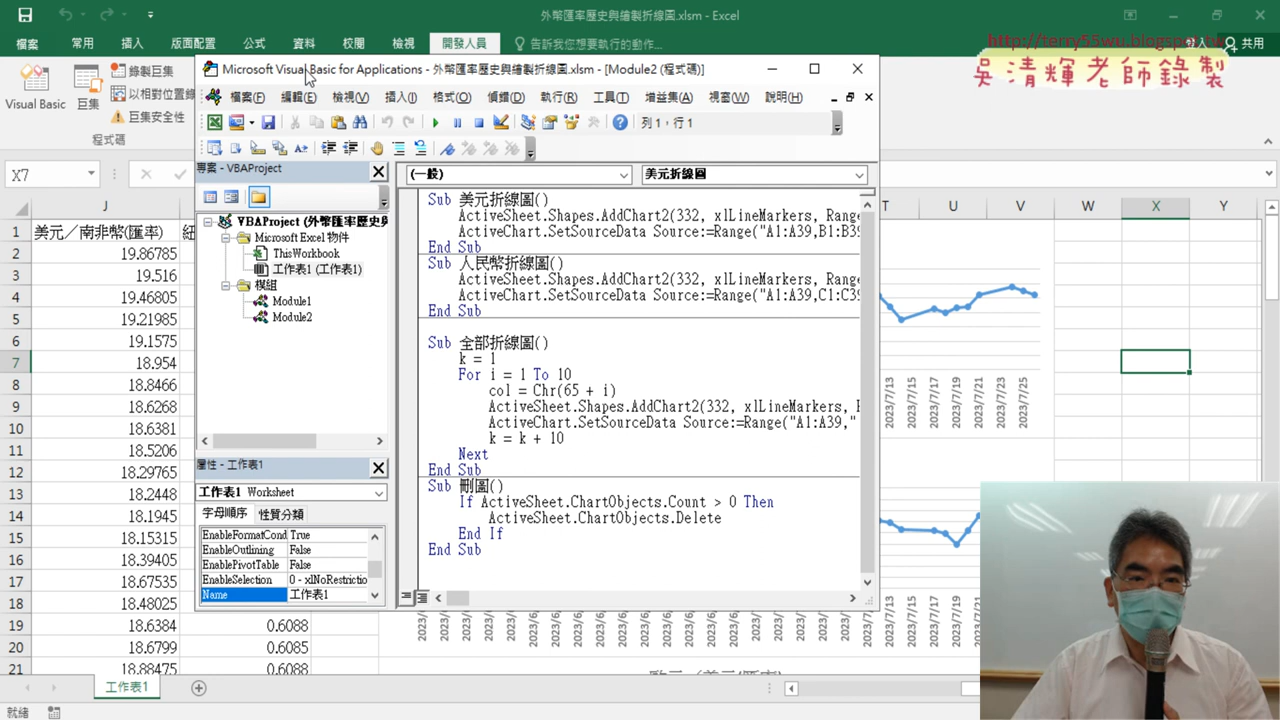 外幣匯率歷史與繪製折線圖.xlsm - Excel
檔案 常用 插入 版面配置 公式 資料 校閱 檢視 開發人員 告訴我您想要執行的動作... 登入 共用
http://terry55wu.blogspot.tw
吳清輝老師錄製
Visual Basic 巨集 錄製巨集
以相對位置錄
巨集安全性
程式碼
Microsoft Visual Basic for Applications - 外幣匯率歷史與繪製折線圖.xlsm - [Module2 (程式碼)]
檔案(F) 編輯(E) 檢視(V) 插入(I) 格式(O) 偵錯(D) 執行(R) 工具(T) 增益集(A) 視窗(W) 說明(H)
列 1，行 1
X7
專案 - VBAProject
VBAProject (外幣匯率歷史與
Microsoft Excel 物件
ThisWorkbook
工作表1 (工作表1)
模組
Module1
Module2
屬性 - 工作表1
工作表1 Worksheet
字母順序 性質分類
EnableFormatCond True
EnableOutlining False
EnablePivotTable False
EnableSelection 0 - xlNoRestrictio
Name 工作表1
(一般) 美元折線圖
Sub 美元折線圖()
ActiveSheet.Shapes.AddChart2(332, xlLineMarkers, Range
ActiveChart.SetSourceData Source:=Range("A1:A39,B1:B39
End Sub
Sub 人民幣折線圖()
ActiveSheet.Shapes.AddChart2(332, xlLineMarkers, Range
ActiveChart.SetSourceData Source:=Range("A1:A39,C1:C39
End Sub
Sub 全部折線圖()
k = 1
For i = 1 To 10
col = Chr(65 + i)
ActiveSheet.Shapes.AddChart2(332, xlLineMarkers, R
ActiveChart.SetSourceData Source:=Range("A1:A39,"
k = k + 10
Next
End Sub
Sub 刪圖()
If ActiveSheet.ChartObjects.Count > 0 Then
ActiveSheet.ChartObjects.Delete
End If
End Sub
J U V W X Y
1 美元／南非幣(匯率) 紐
2 19.86785
3 19.516
4 19.46805
5 19.21985
6 19.1575
7 18.954
8 18.8466
9 18.6268
10 18.6381
11 18.5206
12 18.29765
13 18.2448
14 18.1945
15 18.15315
16 18.39405
17 18.67535
18 18.48025
19 18.6384 0.6088
20 18.6799 0.6085
21 18.88475 0.6088
2023/7/13 2023/7/15 2023/7/17 2023/7/19 2023/7/21 2023/7/23 2023/7/25
工作表1
就緒